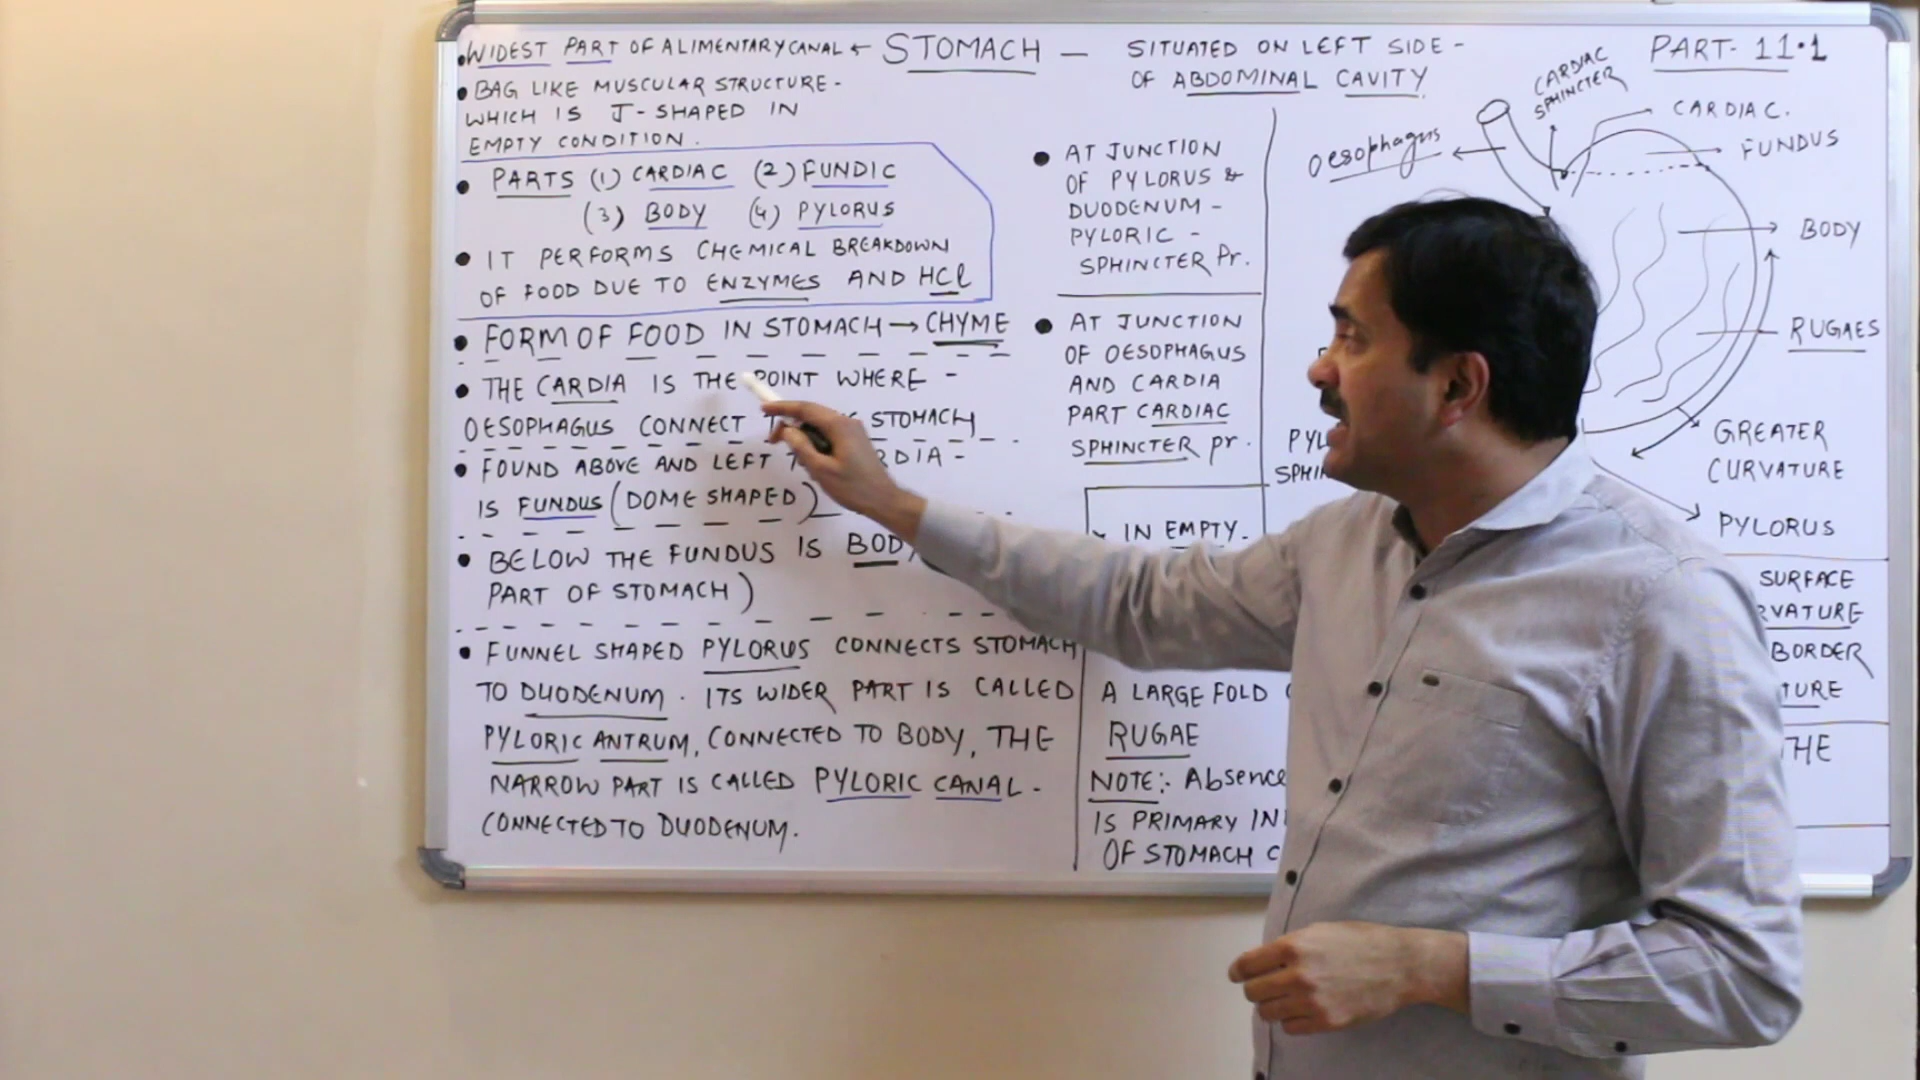 • WIDEST PART OF ALIMENTARY CANAL ← STOMACH — SITUATED ON LEFT SIDE -
OF ABDOMINAL CAVITY
PART- 11.1
• BAG LIKE MUSCULAR STRUCTURE -
WHICH IS J-SHAPED IN
EMPTY CONDITION.
• PARTS (1) CARDIAC (2) FUNDIC
(3) BODY (4) PYLORUS
• IT PERFORMS CHEMICAL BREAKDOWN
OF FOOD DUE TO ENZYMES AND HCl
• FORM OF FOOD IN STOMACH → CHYME
• THE CARDIA IS THE POINT WHERE -
OESOPHAGUS CONNECT STOMACH
• FOUND ABOVE AND LEFT
IS FUNDUS (DOME SHAPED)
• BELOW THE FUNDUS IS BODY
PART OF STOMACH)
• FUNNEL SHAPED PYLORUS CONNECTS STOMACH
TO DUODENUM. ITS WIDER PART IS CALLED
PYLORIC ANTRUM, CONNECTED TO BODY, THE
NARROW PART IS CALLED PYLORIC CANAL -
CONNECTED TO DUODENUM.
• AT JUNCTION
OF PYLORUS &
DUODENUM -
PYLORIC -
SPHINCTER Pr.
• AT JUNCTION
OF OESOPHAGUS
AND CARDIA
PART CARDIAC
SPHINCTER pr.
IN EMPTY.
A LARGE FOLD
RUGAE
NOTE:- Absence
IS PRIMARY
OF STOMACH
CARDIAC
SPHINCTER
CARDIAC.
Oesophagus
FUNDUS
BODY
RUGAES
GREATER
CURVATURE
PYLORUS
SURFACE
BORDER
THE